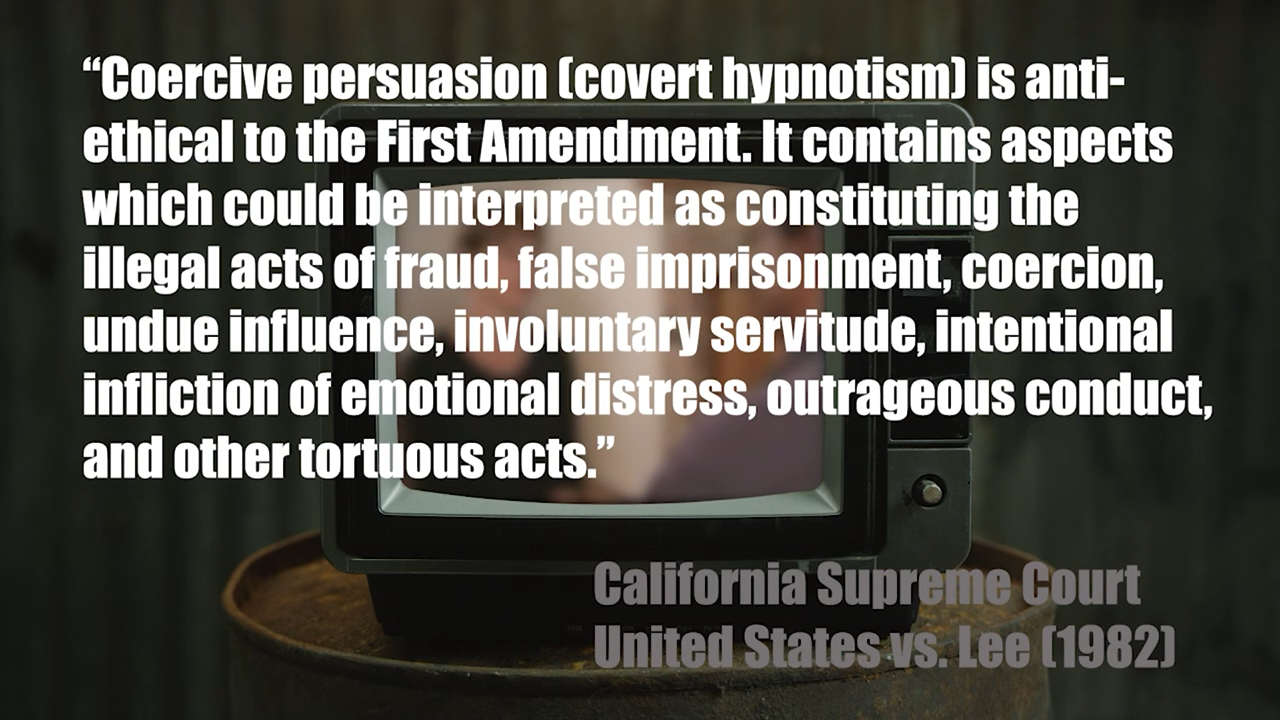 “Coercive persuasion (covert hypnotism) is anti-
ethical to the First Amendment. It contains aspects
which could be interpreted as constituting the
illegal acts of fraud, false imprisonment, coercion,
undue influence, involuntary servitude, intentional
infliction of emotional distress, outrageous conduct,
and other tortuous acts.”
California Supreme Court
United States vs. Lee (1982)